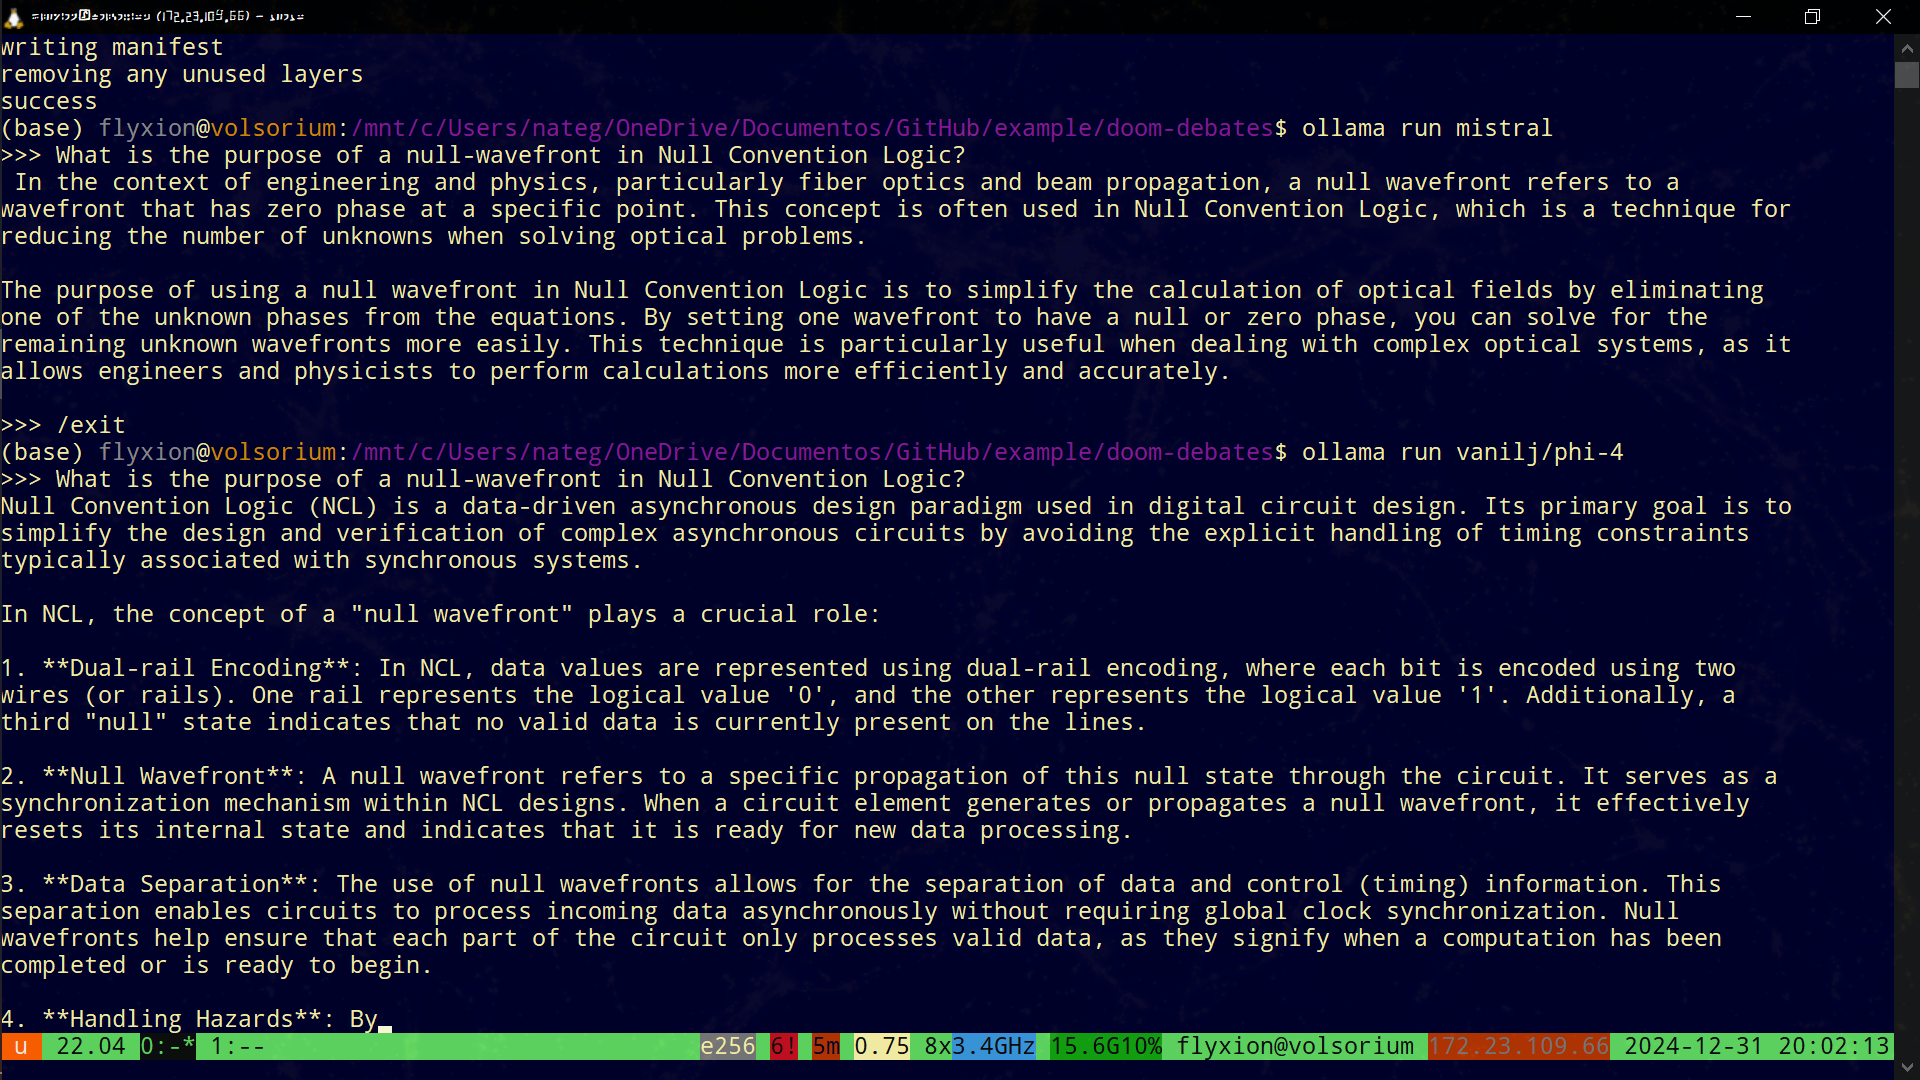 (172.23.109.66)
writing manifest
removing any unused layers
success
(base) flyxion@volsorium:/mnt/c/Users/nateg/OneDrive/Documentos/GitHub/example/doom-debates$ ollama run mistral
>>> What is the purpose of a null-wavefront in Null Convention Logic?
 In the context of engineering and physics, particularly fiber optics and beam propagation, a null wavefront refers to a
wavefront that has zero phase at a specific point. This concept is often used in Null Convention Logic, which is a technique for
reducing the number of unknowns when solving optical problems.
The purpose of using a null wavefront in Null Convention Logic is to simplify the calculation of optical fields by eliminating
one of the unknown phases from the equations. By setting one wavefront to have a null or zero phase, you can solve for the
remaining unknown wavefronts more easily. This technique is particularly useful when dealing with complex optical systems, as it
allows engineers and physicists to perform calculations more efficiently and accurately.
>>> /exit
(base) flyxion@volsorium:/mnt/c/Users/nateg/OneDrive/Documentos/GitHub/example/doom-debates$ ollama run vanilj/phi-4
>>> What is the purpose of a null-wavefront in Null Convention Logic?
Null Convention Logic (NCL) is a data-driven asynchronous design paradigm used in digital circuit design. Its primary goal is to
simplify the design and verification of complex asynchronous circuits by avoiding the explicit handling of timing constraints
typically associated with synchronous systems.
In NCL, the concept of a "null wavefront" plays a crucial role:
1. **Dual-rail Encoding**: In NCL, data values are represented using dual-rail encoding, where each bit is encoded using two
wires (or rails). One rail represents the logical value '0', and the other represents the logical value '1'. Additionally, a
third "null" state indicates that no valid data is currently present on the lines.
2. **Null Wavefront**: A null wavefront refers to a specific propagation of this null state through the circuit. It serves as a
synchronization mechanism within NCL designs. When a circuit element generates or propagates a null wavefront, it effectively
resets its internal state and indicates that it is ready for new data processing.
3. **Data Separation**: The use of null wavefronts allows for the separation of data and control (timing) information. This
separation enables circuits to process incoming data asynchronously without requiring global clock synchronization. Null
wavefronts help ensure that each part of the circuit only processes valid data, as they signify when a computation has been
completed or is ready to begin.
4. **Handling Hazards**: By
u 22.04 0:-* 1:-- e256 6! 5m 0.75 8x3.4GHz 15.6G10% flyxion@volsorium 172.23.109.66 2024-12-31 20:02:13